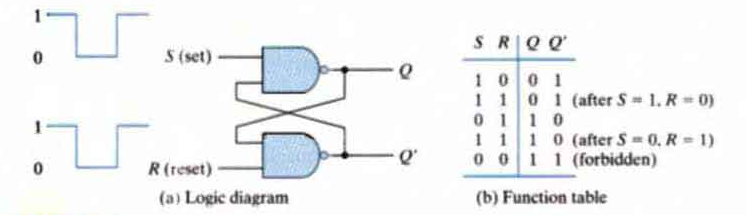 1
0
S (set)
Q
1
0
R (reset)
Q'
(a) Logic diagram
S R Q Q'
1 0 0 1
1 1 0 1 (after S = 1, R = 0)
0 1 1 0
1 1 1 0 (after S = 0, R = 1)
0 0 1 1 (forbidden)
(b) Function table